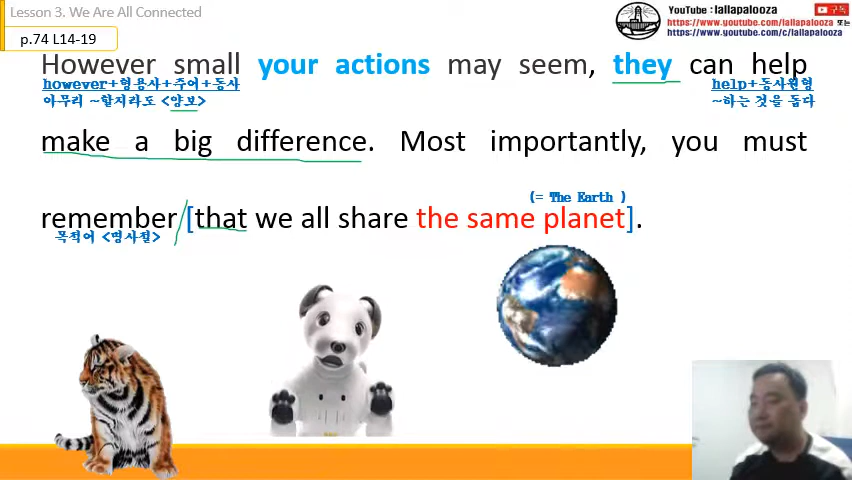 Lesson 3. We Are All Connected
p.74 L14-19
YouTube : lallapalooza 구독
https://www.youtube.com/lallapalooza 또는
https://www.youtube.com/c/lallapalooza
However small your actions may seem, they can help
however+형용사+주어+동사 help+동사원형
아무리 ~할지라도 <양보> ~하는 것을 돕다
make a big difference. Most importantly, you must
(= The Earth )
remember [that we all share the same planet].
목적어 <명사절>